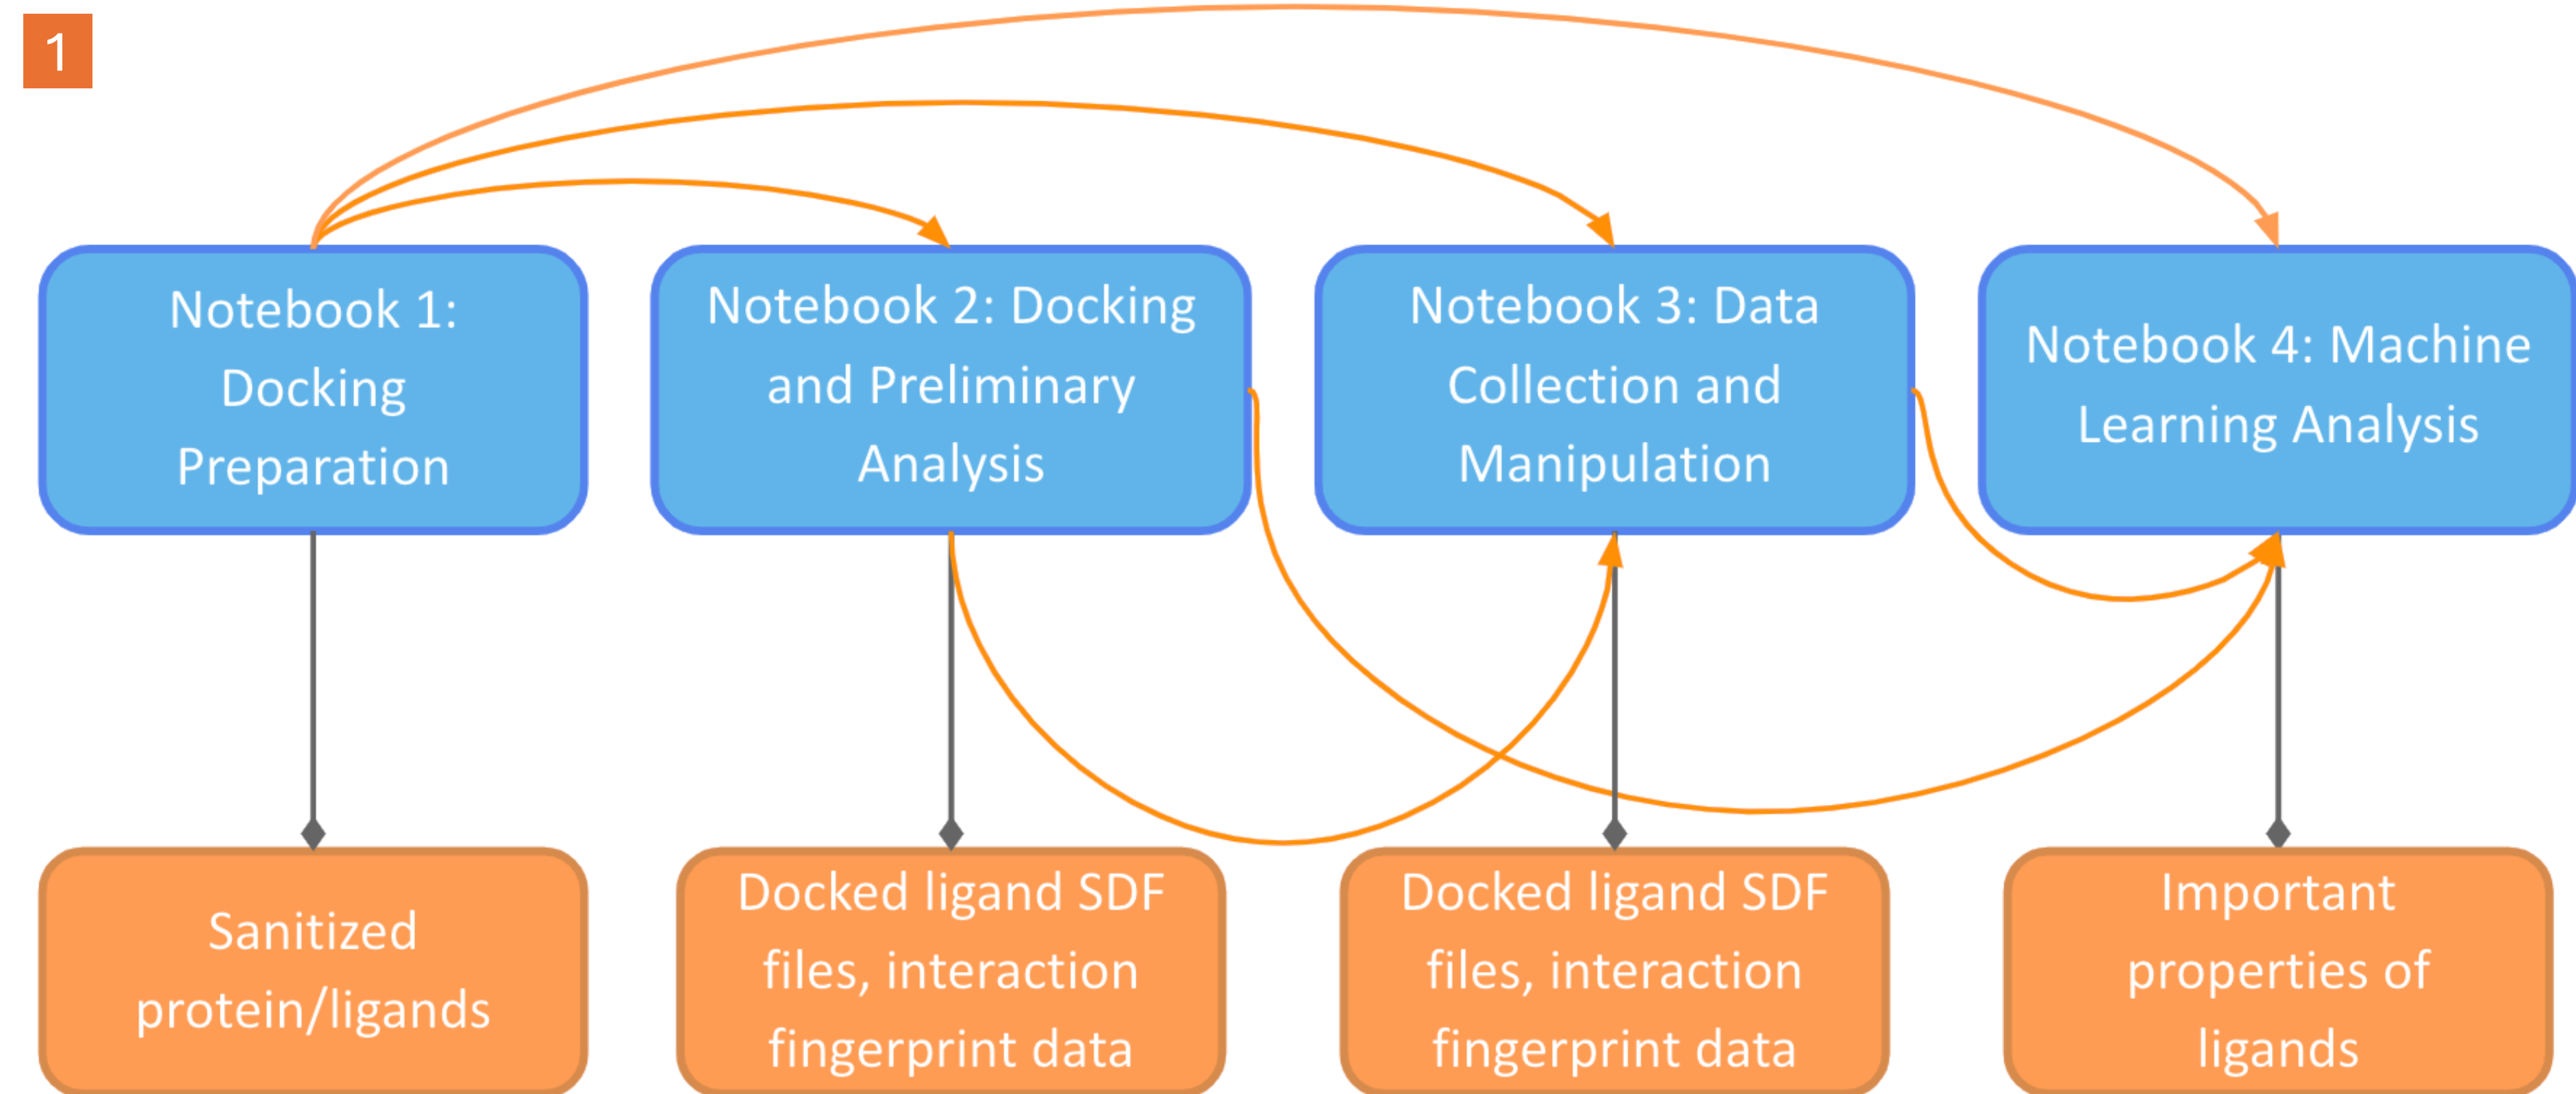 1
Notebook 1:
Docking
Preparation
Notebook 2: Docking
and Preliminary
Analysis
Notebook 3: Data
Collection and
Manipulation
Notebook 4: Machine
Learning Analysis
Sanitized
protein/ligands
Docked ligand SDF
files, interaction
fingerprint data
Docked ligand SDF
files, interaction
fingerprint data
Important
properties of
ligands